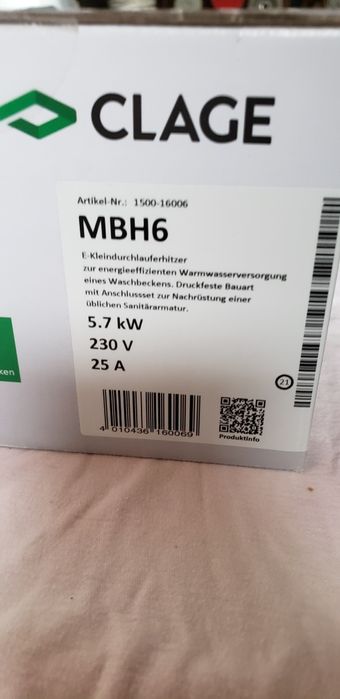 CLAGE
Artikel-Nr.: 1500-16006
MBH6
E-Kleindurchlauferhitzer
zur energieeffizienten Warmwasserversorgung
eines Waschbeckens. Druckfeste Bauart
mit Anschlussset zur Nachrüstung einer
üblichen Sanitärarmatur.
5.7 kW
230 V
25 A
21
ken
4 010436 160069
Produktinfo